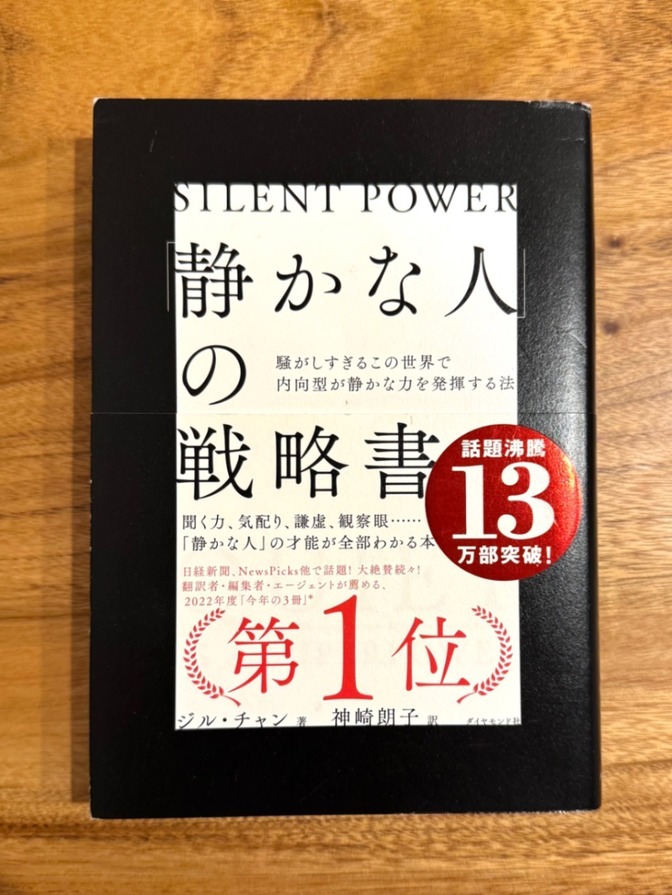 SILENT POWER
「静かな人」
の
騒がしすぎるこの世界で
内向型が静かな力を発揮する法
戦略書
話題沸騰
13
万部突破!
聞く力、気配り、謙虚、観察眼……
「静かな人」の才能が全部わかる本
日経新聞、NewsPicks他で話題! 大絶賛続々!
翻訳者・編集者・エージェントが薦める、
2022年度「今年の3冊」*
第1位
ジル・チャン 著 神崎朗子 訳 ダイヤモンド社